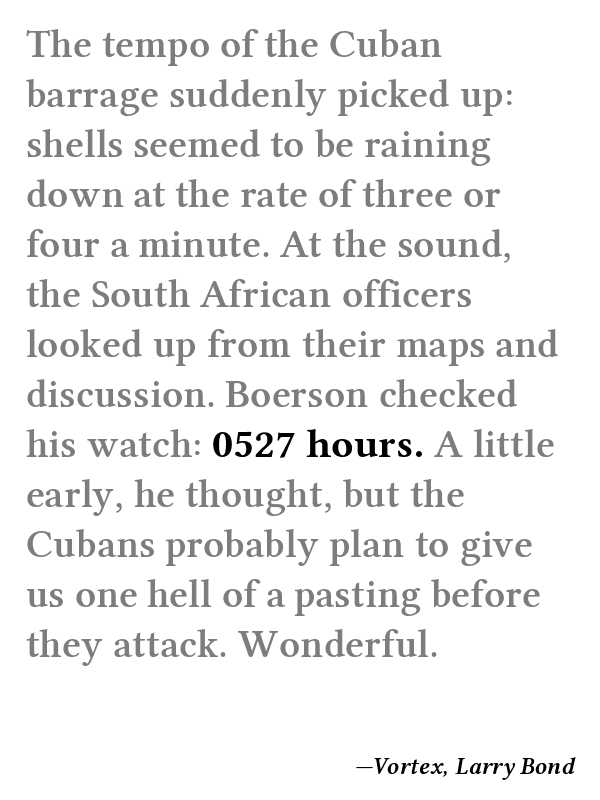 The tempo of the Cuban
barrage suddenly picked up:
shells seemed to be raining
down at the rate of three or
four a minute. At the sound,
the South African officers
looked up from their maps and
discussion. Boerson checked
his watch: 0527 hours. A little
early, he thought, but the
Cubans probably plan to give
us one hell of a pasting before
they attack. Wonderful.
—Vortex, Larry Bond